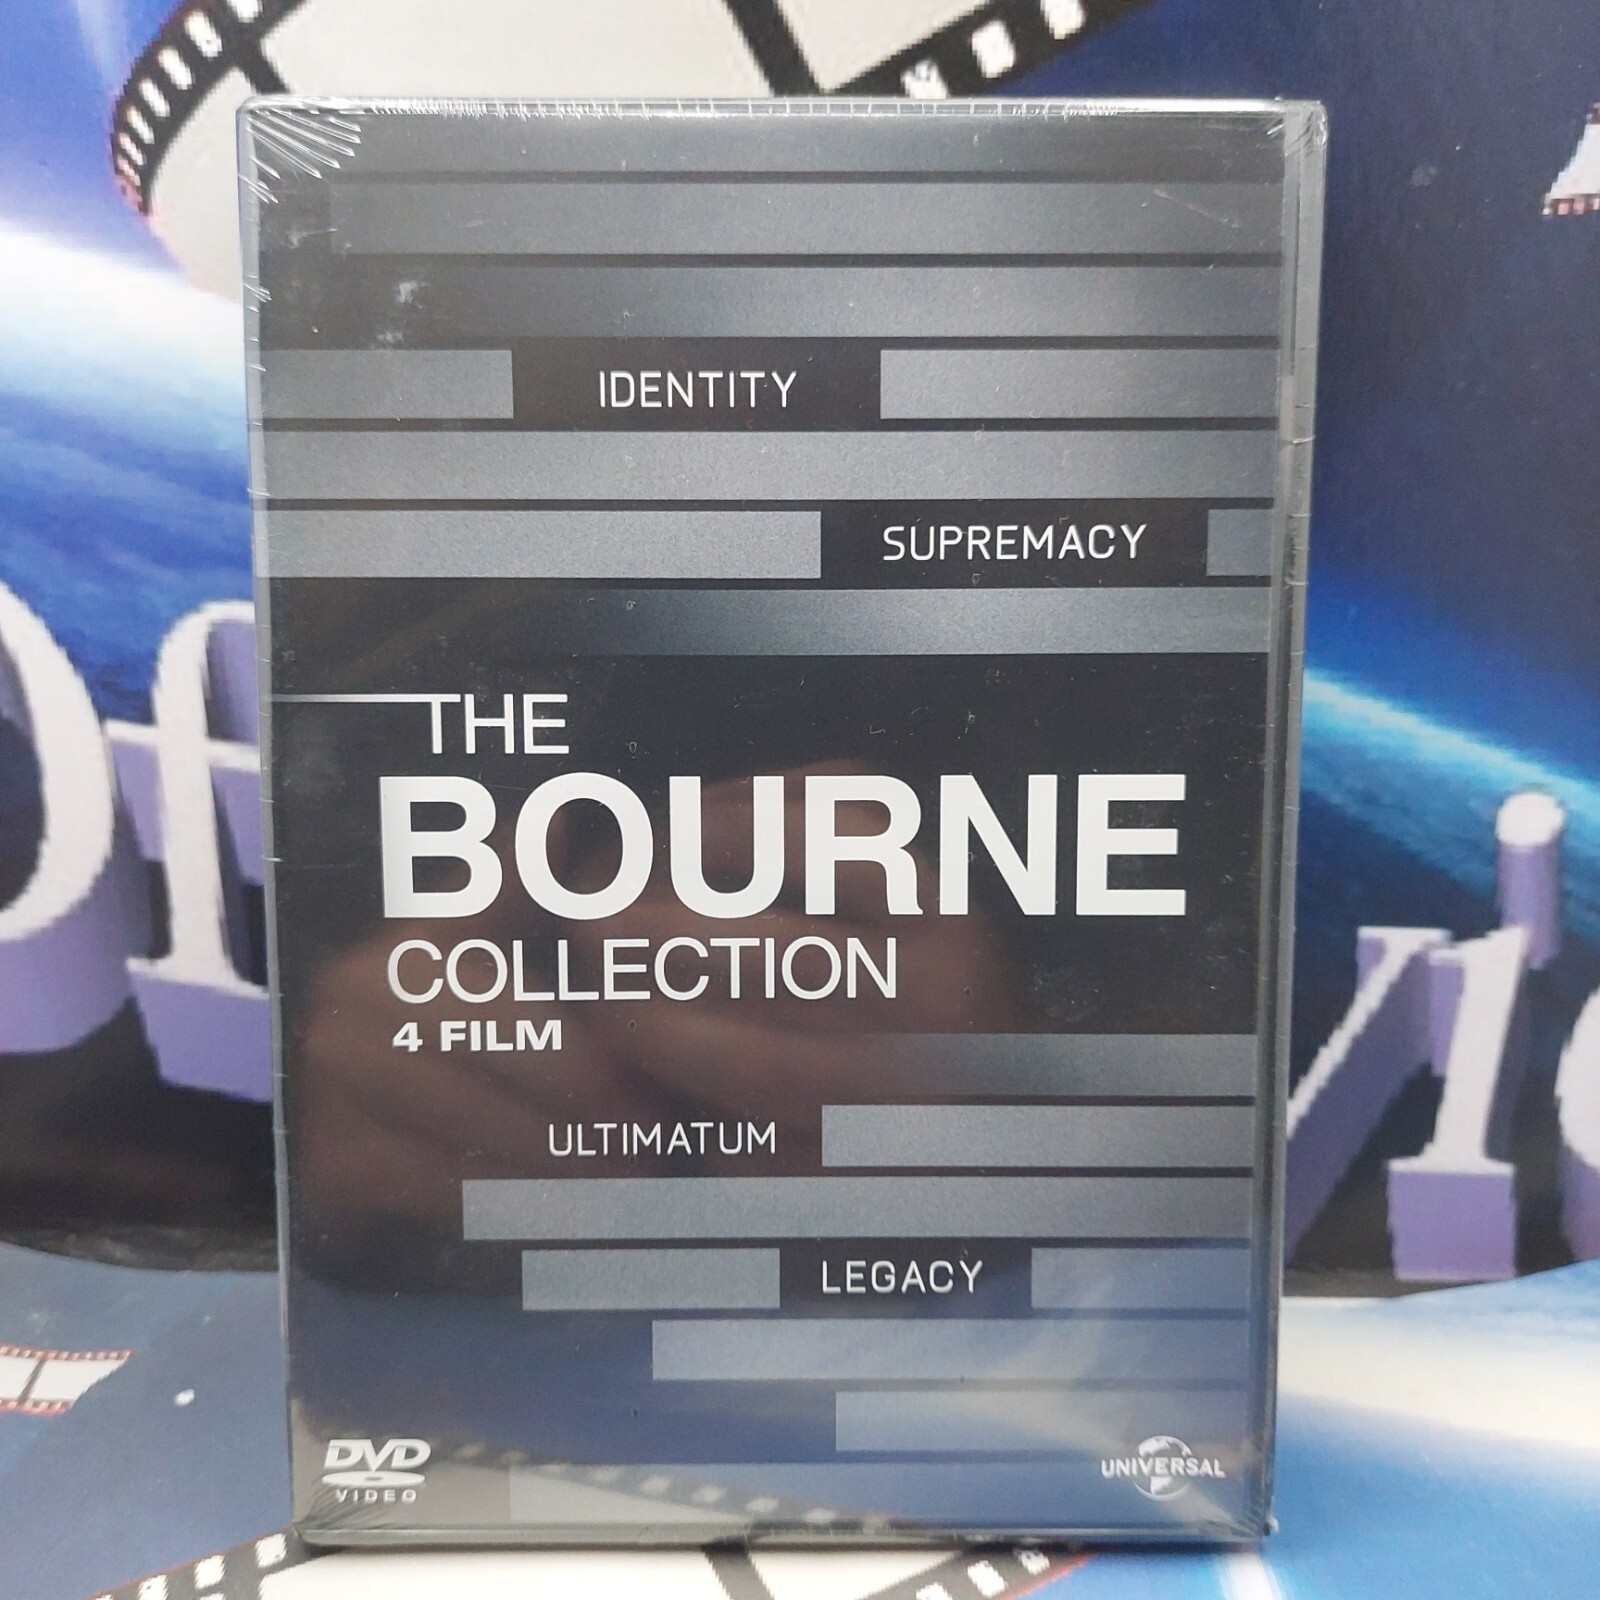 IDENTITY
SUPREMACY
THE
BOURNE
COLLECTION
4 FILM
ULTIMATUM
LEGACY
DVD
VIDEO
UNIVERSAL